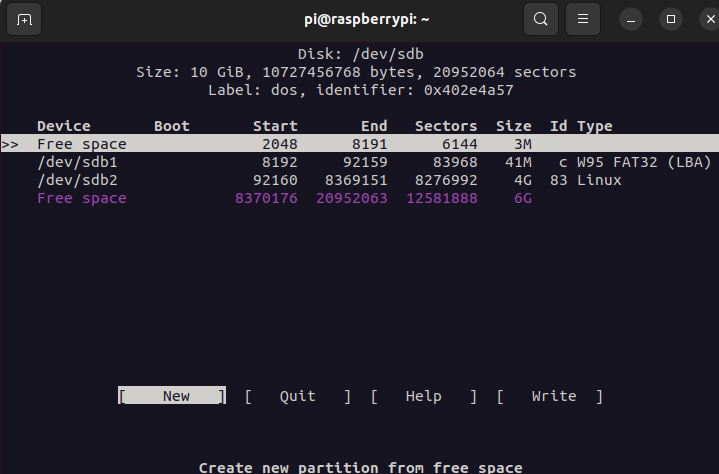 pi@raspberrypi: ~
Disk: /dev/sdb
Size: 10 GiB, 10727456768 bytes, 20952064 sectors
Label: dos, identifier: 0x402e4a57
Device Boot Start End Sectors Size Id Type
>> Free space 2048 8191 6144 3M
/dev/sdb1 8192 92159 83968 41M c W95 FAT32 (LBA)
/dev/sdb2 92160 8369151 8276992 4G 83 Linux
Free space 8370176 20952063 12581888 6G
[ New ] [ Quit ] [ Help ] [ Write ]
Create new partition from free space